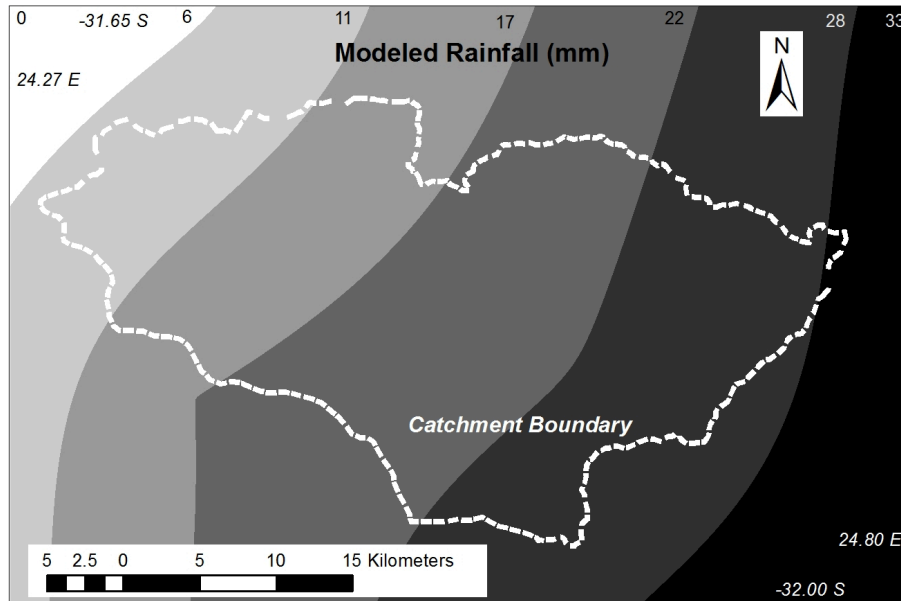 0 -31.65 S 6 11 17 22 28 33
Modeled Rainfall (mm)
24.27 E
N
Catchment Boundary
24.80 E
5 2.5 0 5 10 15 Kilometers
-32.00 S